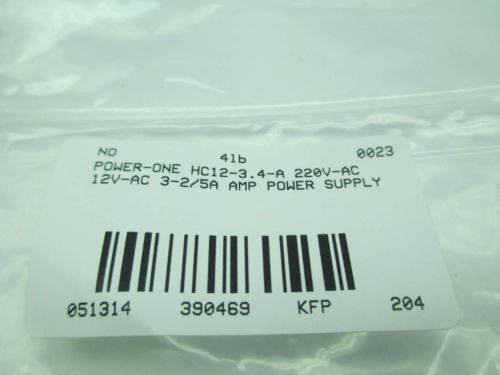 NO 4lb 0023
POWER-ONE HC12-3.4-A 220V-AC
12V-AC 3-2/5A AMP POWER SUPPLY
051314 390469 KFP 204